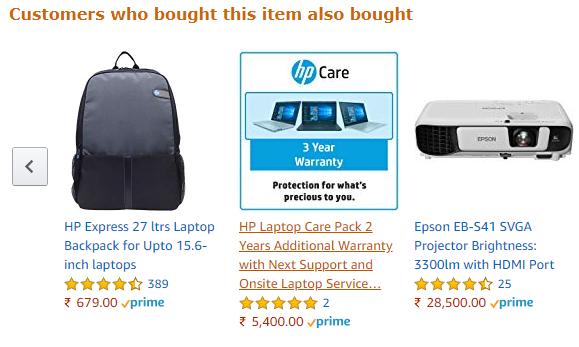 Customers who bought this item also bought
hp Care
3 Year
Warranty
Protection for what's
precious to you.
EPSON
HP Express 27 ltrs Laptop
Backpack for Upto 15.6-
inch laptops
389
₹ 679.00 prime
HP Laptop Care Pack 2
Years Additional Warranty
with Next Support and
Onsite Laptop Service...
2
₹ 5,400.00 prime
Epson EB-S41 SVGA
Projector Brightness:
3300lm with HDMI Port
25
₹ 28,500.00 prime